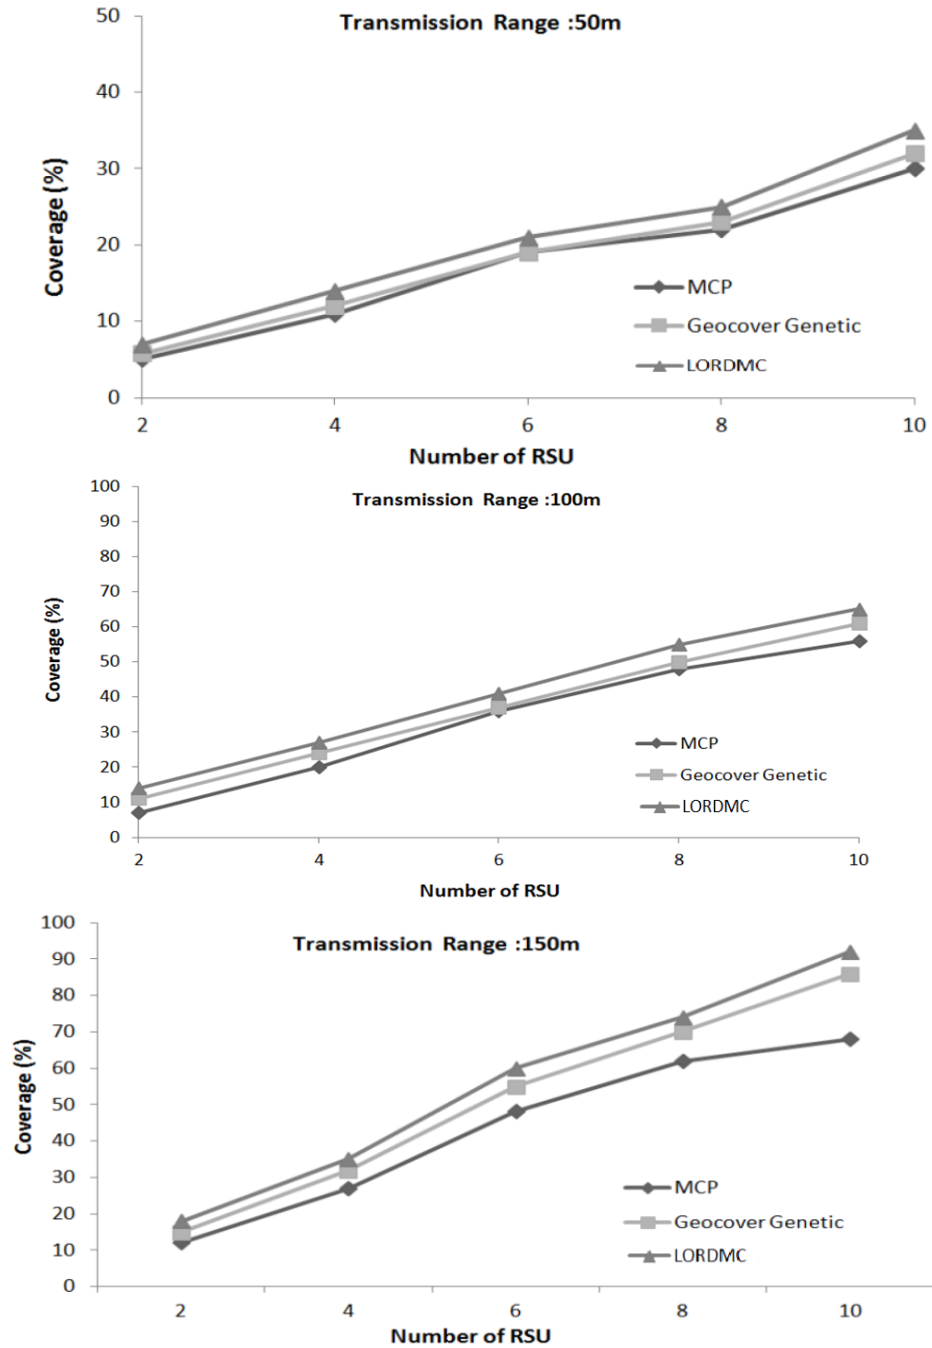 Transmission Range :50m
50
40
30
20
10
0
Coverage (%)
MCP
Geocover Genetic
LORDMC
2 4 6 8 10
Number of RSU
Transmission Range :100m
100
90
80
70
60
50
40
30
20
10
0
Coverage (%)
MCP
Geocover Genetic
LORDMC
2 4 6 8 10
Number of RSU
Transmission Range :150m
100
90
80
70
60
50
40
30
20
10
0
Coverage (%)
MCP
Geocover Genetic
LORDMC
2 4 6 8 10
Number of RSU